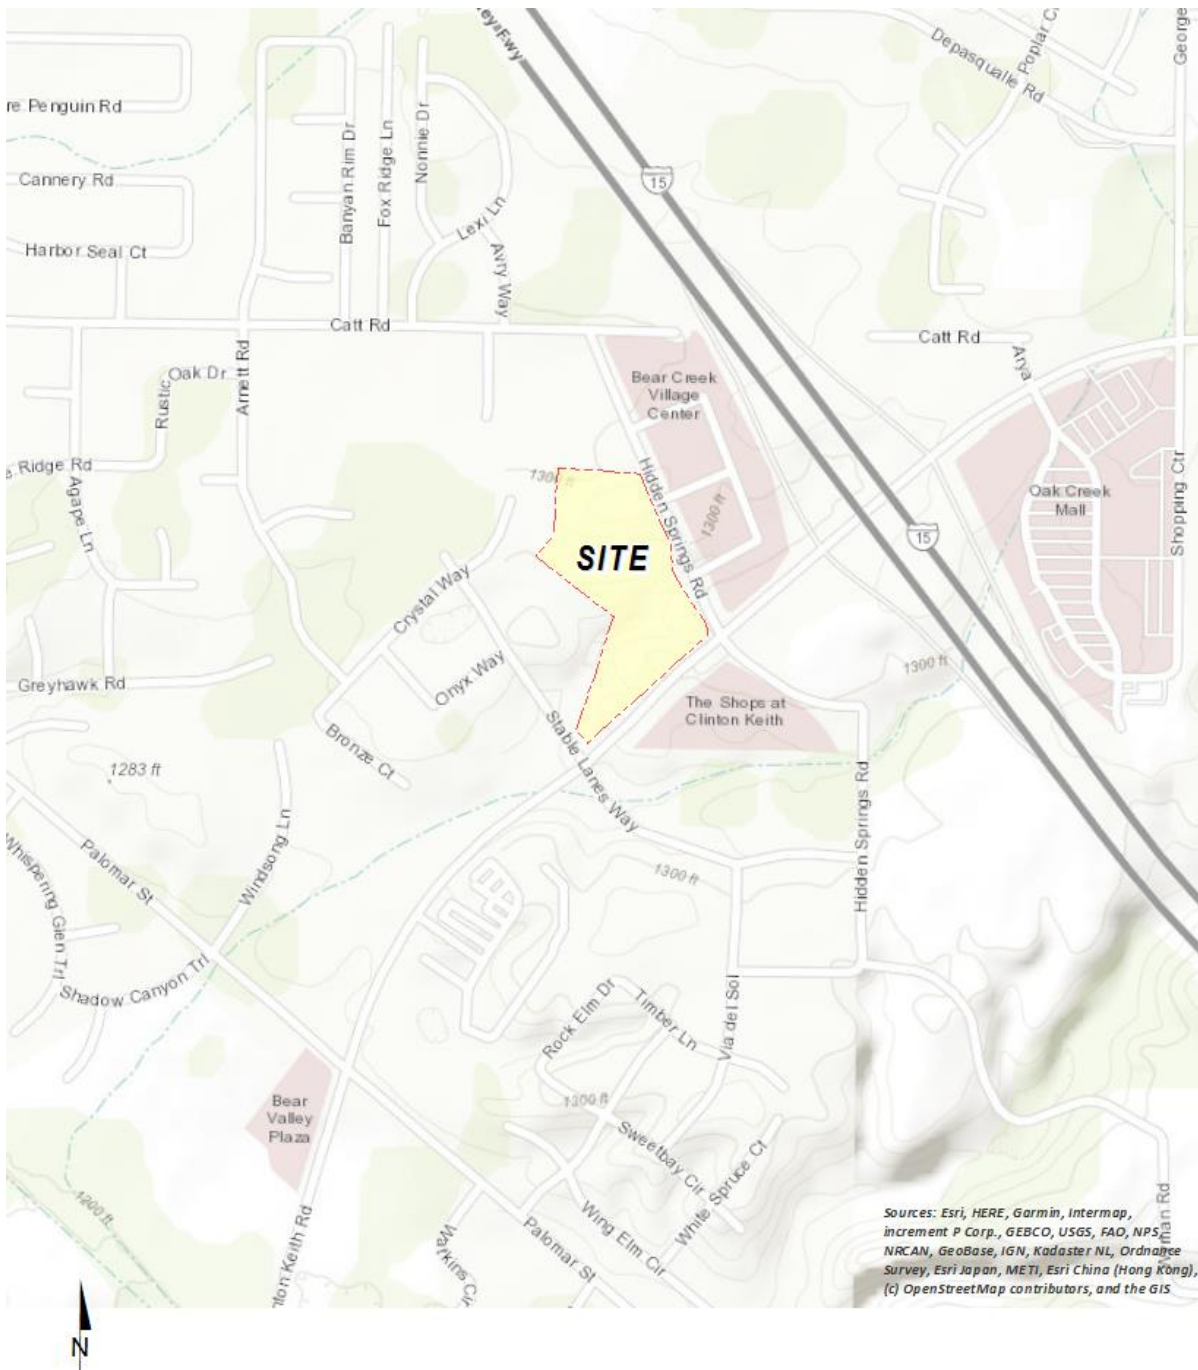 Depasqualle Rd
Poplar
George
re Penguin Rd
Cannery Rd
Harbor Seal Ct
Banyan Rim Dr
Fox Ridge Ln
Nonnie Dr
Lexi Ln
Avry Way
Fwy
15
Catt Rd
Catt Rd
Arya
Oak Dr
Rustic
Arnett Rd
Bear Creek
Village
Center
e Ridge Rd
Agape Ln
1300 ft
Hidden Springs Rd
1300 ft
Oak Creek
Mall
Shopping Ctr
15
SITE
Crystal Way
Onyx Way
Greyhawk Rd
Bronze Ct
Stable Lanes Way
The Shops at
Clinton Keith
1300 ft
1283 ft
Hidden Springs Rd
Palomar St
Windsong Ln
Whispering Glen Trl
Shadow Canyon Trl
1300 ft
Via del Sol
Rock Elm Dr
Timber Ln
1300 ft
Sweetbay Cir
White Spruce Ct
Wing Elm Cir
Bear
Valley
Plaza
1200 ft
nton Keith Rd
Watkins Cir
Palomar St
Sources: Esri, HERE, Garmin, Intermap,
increment P Corp., GEBCO, USGS, FAO, NPS,
NRCAN, GeoBase, IGN, Kadaster NL, Ordnance
Survey, Esri Japan, METI, Esri China (Hong Kong),
(c) OpenStreetMap contributors, and the GIS
N